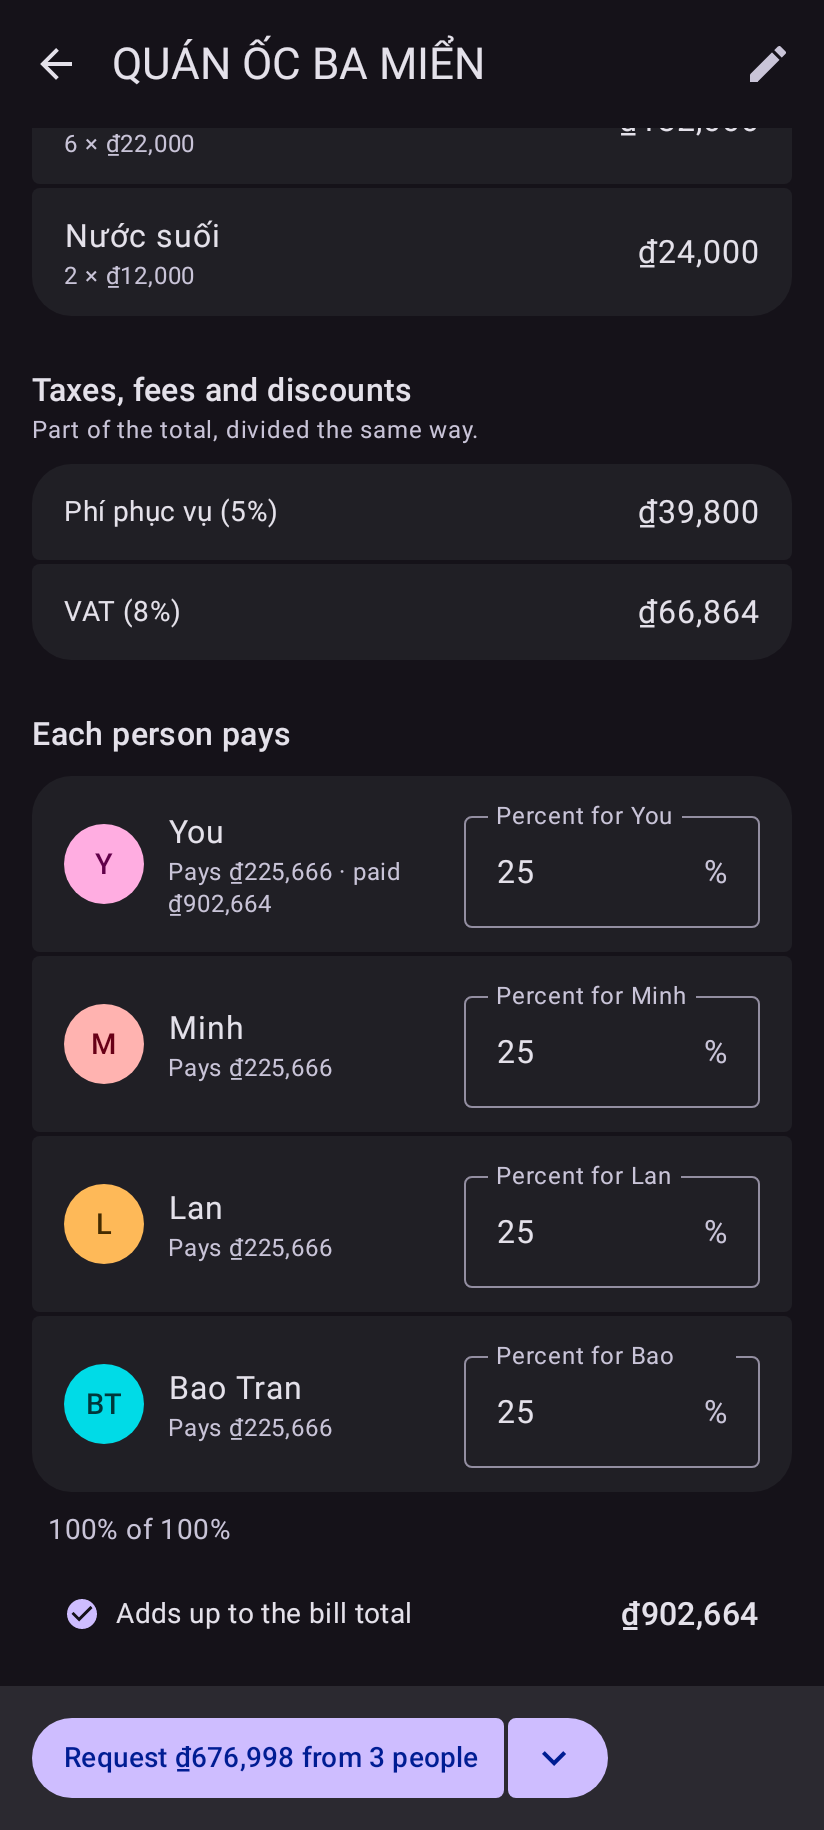 QUÁN ỐC BA MIỂN
6 × ₫22,000
Nước suối
2 × ₫12,000
₫24,000
Taxes, fees and discounts
Part of the total, divided the same way.
Phí phục vụ (5%)
₫39,800
VAT (8%)
₫66,864
Each person pays
Y
You
Pays ₫225,666 · paid
₫902,664
Percent for You
25
%
M
Minh
Pays ₫225,666
Percent for Minh
25
%
L
Lan
Pays ₫225,666
Percent for Lan
25
%
BT
Bao Tran
Pays ₫225,666
Percent for Bao
25
%
100% of 100%
Adds up to the bill total
₫902,664
Request ₫676,998 from 3 people